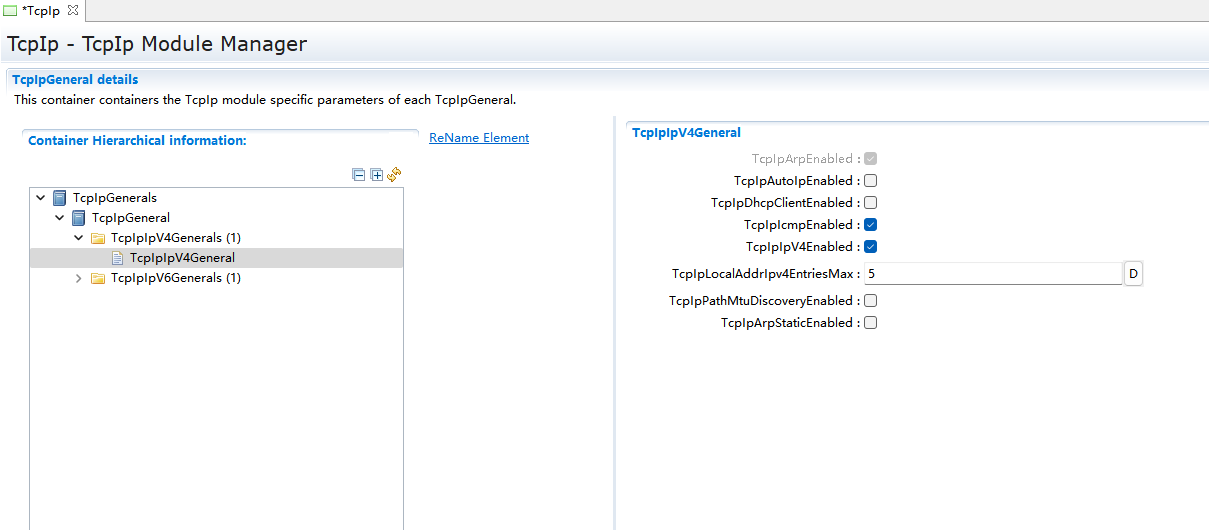 *TcpIp
TcpIp - TcpIp Module Manager
TcpIpGeneral details
This container containers the TcpIp module specific parameters of each TcpIpGeneral.
Container Hierarchical information:
ReName Element
TcpIpGenerals
TcpIpGeneral
TcpIpIpV4Generals (1)
TcpIpIpV4General
TcpIpIpV6Generals (1)
TcpIpIpV4General
TcpIpArpEnabled :
TcpIpAutoIpEnabled :
TcpIpDhcpClientEnabled :
TcpIpIcmpEnabled :
TcpIpIpV4Enabled :
TcpIpLocalAddrIpv4EntriesMax : 5 D
TcpIpPathMtuDiscoveryEnabled :
TcpIpArpStaticEnabled :